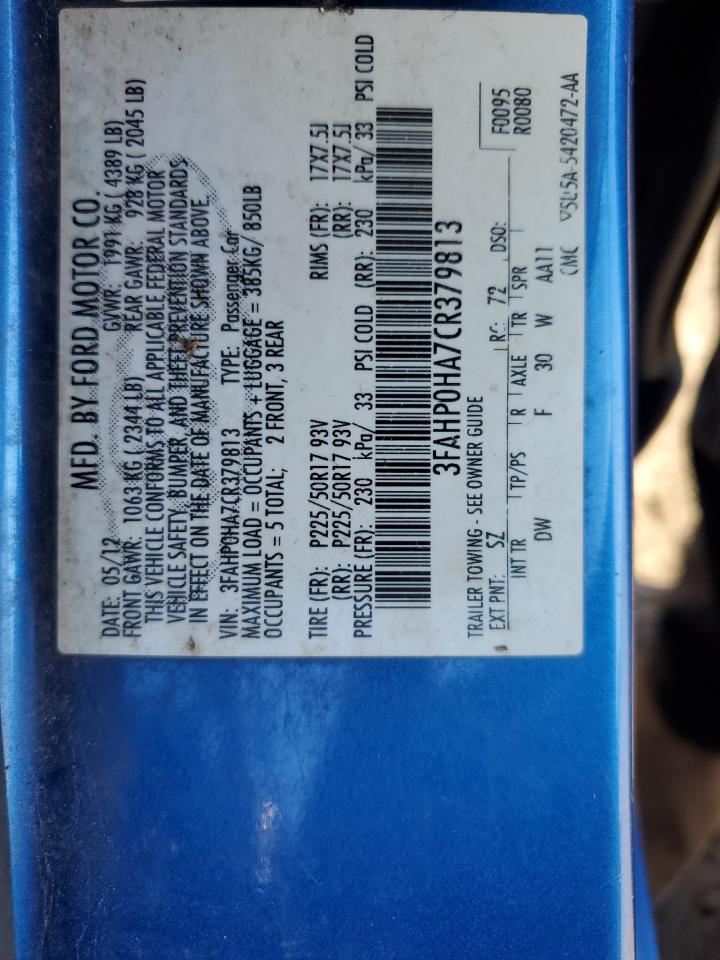 MFD. BY FORD MOTOR CO.
DATE: 05/12 GVWR: 1991 KG ( 4389 LB)
FRONT GAWR: 1063 KG ( 2344 LB) REAR GAWR: 928 KG ( 2045 LB)
THIS VEHICLE CONFORMS TO ALL APPLICABLE FEDERAL MOTOR
VEHICLE SAFETY, BUMPER, AND THEFT PREVENTION STANDARDS
IN EFFECT ON THE DATE OF MANUFACTURE SHOWN ABOVE.
VIN: 3FAHP0HA7CR379813 TYPE: Passenger Car
MAXIMUM LOAD = OCCUPANTS + LUGGAGE = 385KG/ 850LB
OCCUPANTS = 5 TOTAL; 2 FRONT, 3 REAR
TIRE (FR): P225/50R17 93V RIMS (FR): 17X7.5J
(RR): P225/50R17 93V (RR): 17X7.5J
PRESSURE (FR): 230 kPa/ 33 PSI COLD (RR): 230 kPa/ 33 PSI COLD
3FAHP0HA7CR379813
TRAILER TOWING - SEE OWNER GUIDE
F0095
EXT PNT: SZ RC: 72 DSO: R0080
INT TR TP/PS R AXLE TR SPR
DW F 30 W AA11
CMC 5U5A-5420472-AA